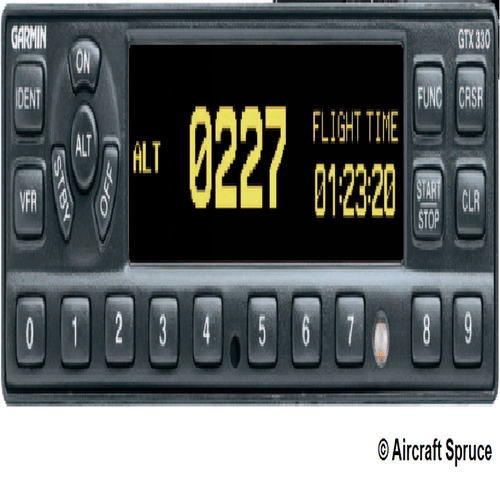 GARMIN
GTX 330
IDENT
ON
ALT
STBY
OFF
VFR
ALT
0227
FLIGHT TIME
01:23:20
FUNC
CRSR
START
STOP
CLR
0 1 2 3 4 5 6 7 8 9
© Aircraft Spruce